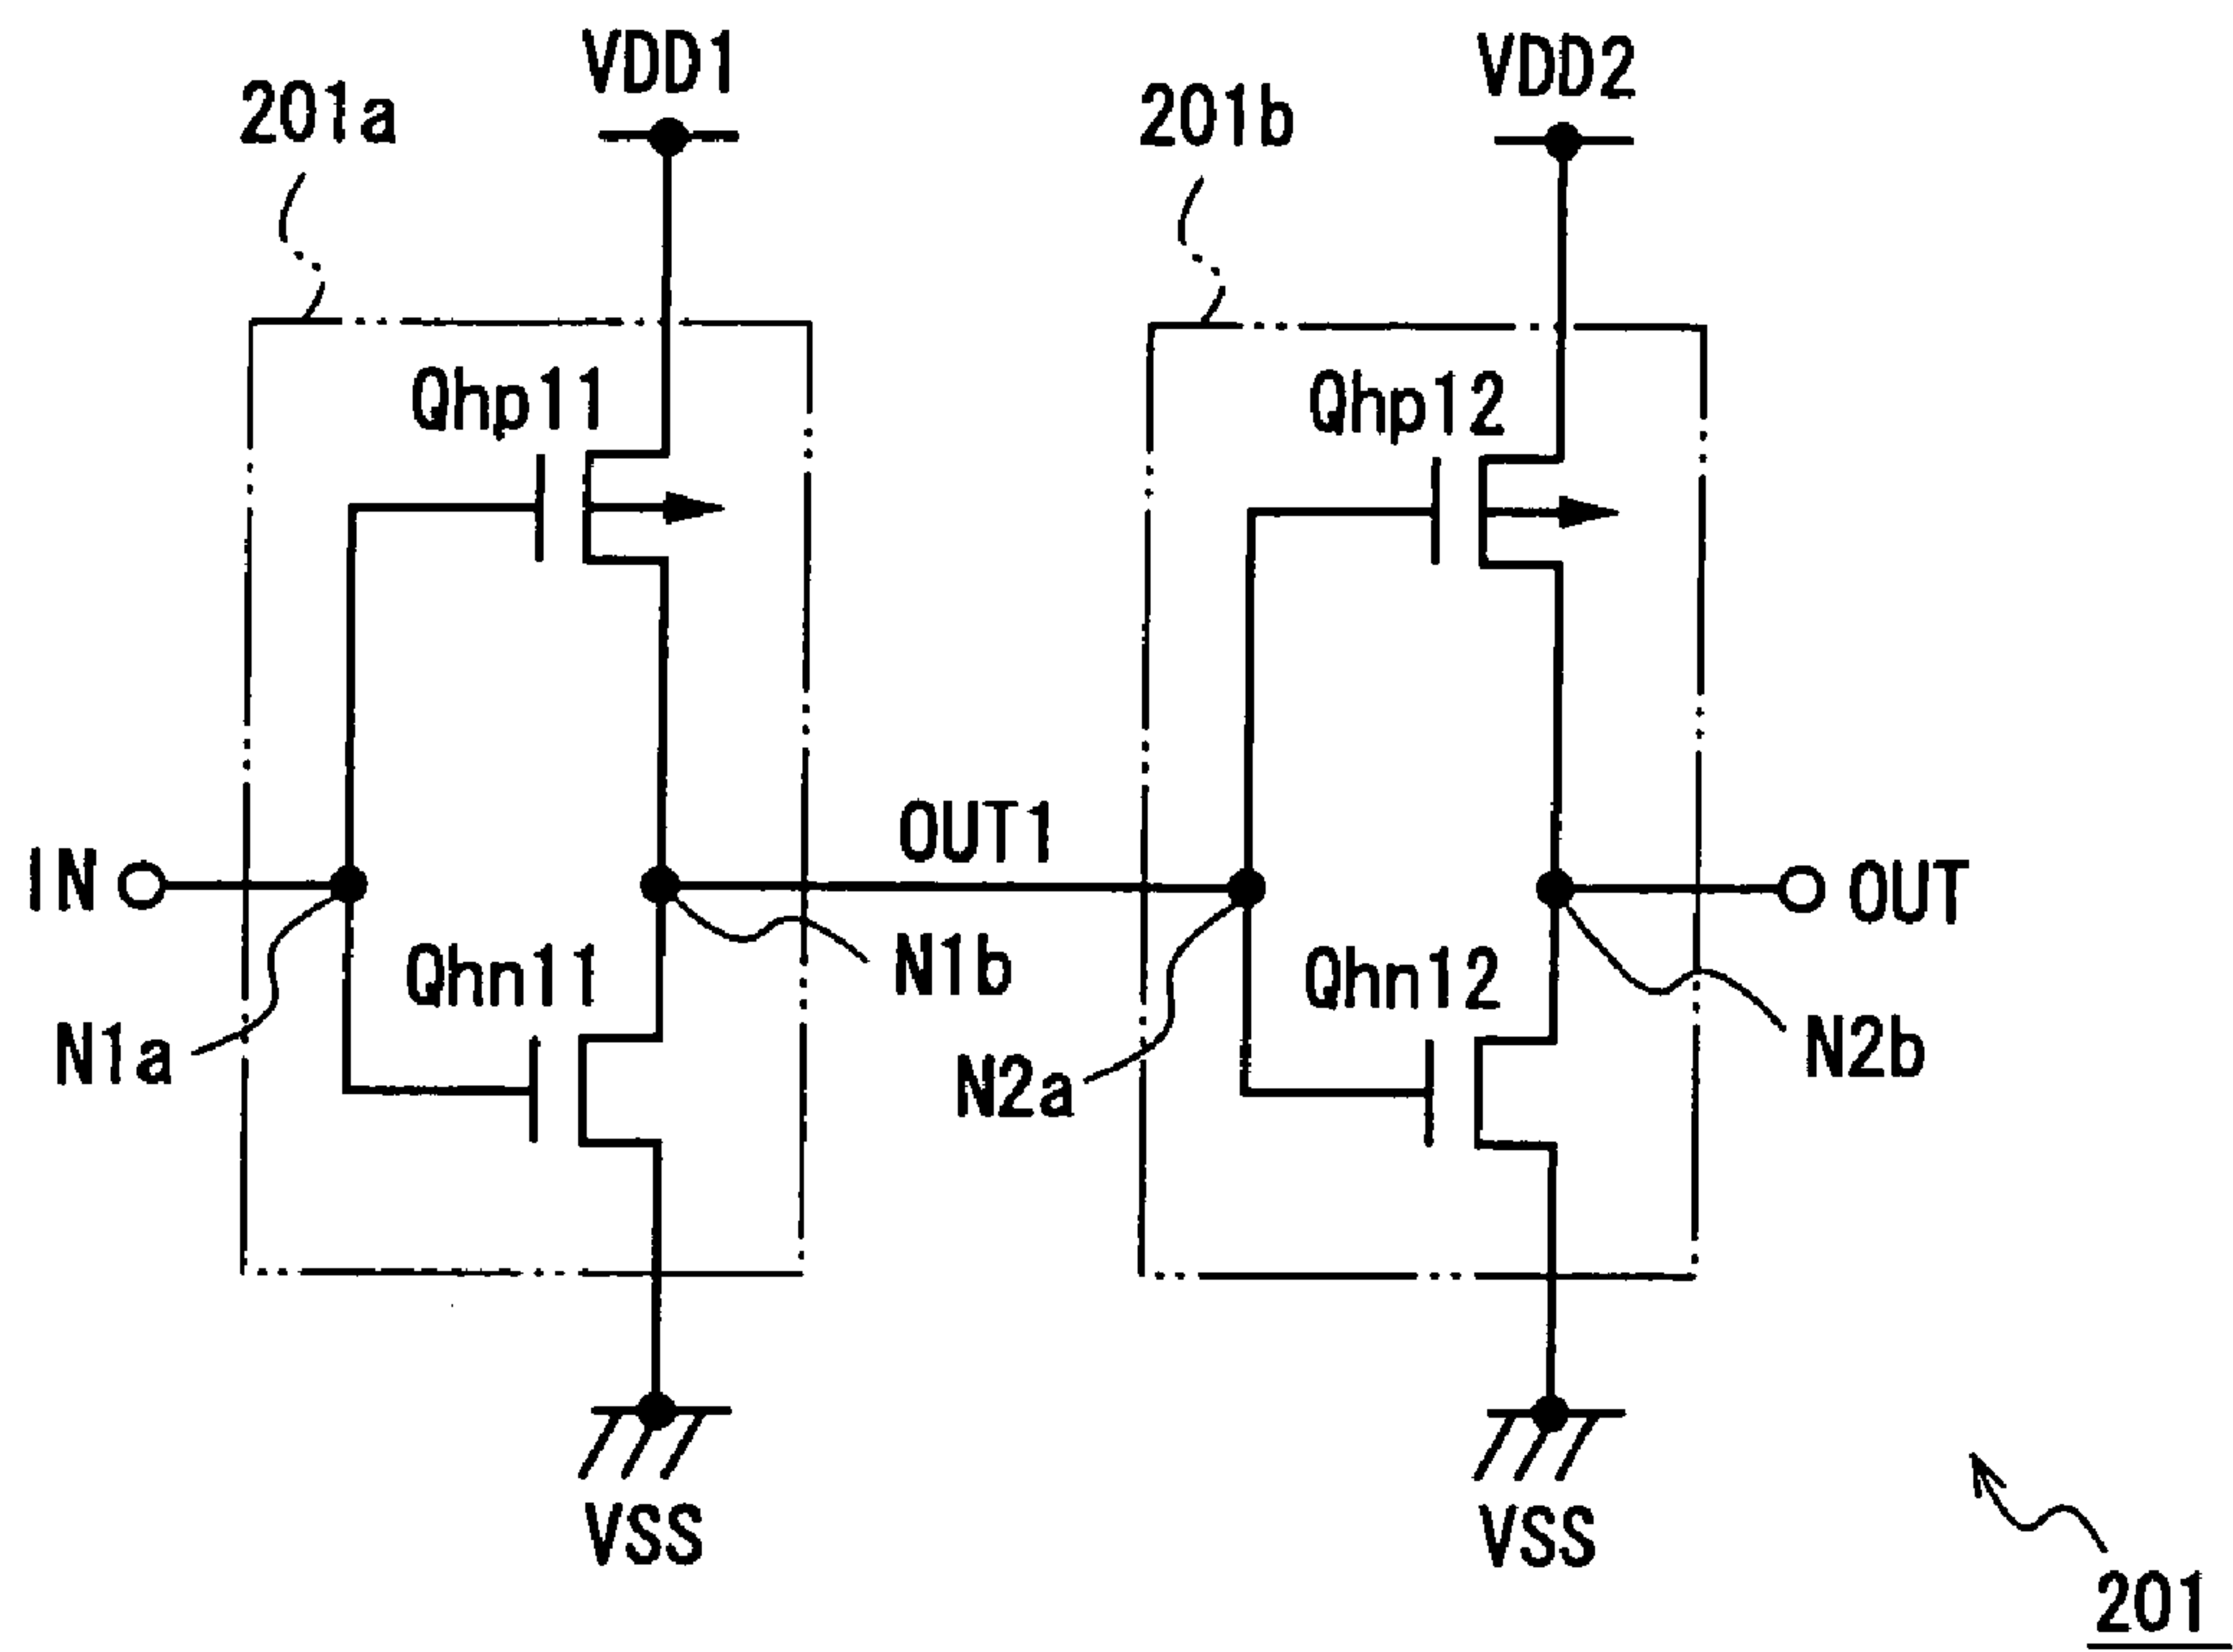 VDD1
VDD2
201a
201b
Qhp11
Qhp12
OUT1
IN
OUT
Qhn11
N1b
Qhn12
N1a
N2a
N2b
VSS
VSS
201